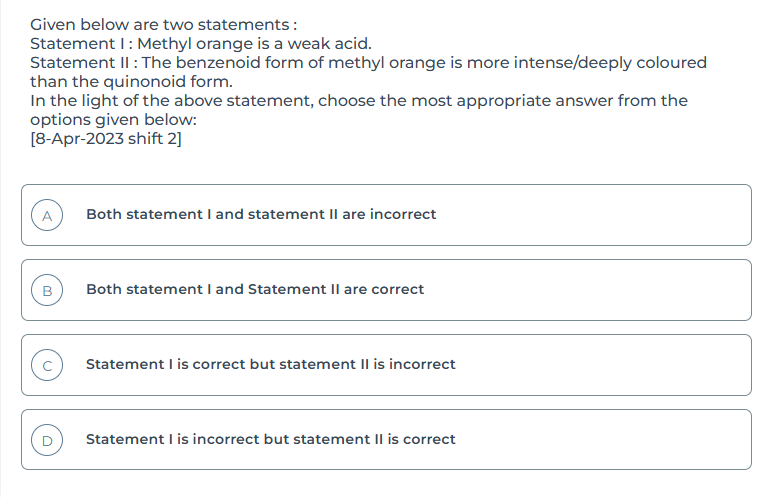 Given below are two statements :
Statement I : Methyl orange is a weak acid.
Statement II : The benzenoid form of methyl orange is more intense/deeply coloured
than the quinonoid form.
In the light of the above statement, choose the most appropriate answer from the
options given below:
[8-Apr-2023 shift 2]
A Both statement I and statement II are incorrect
B Both statement I and Statement II are correct
C Statement I is correct but statement II is incorrect
D Statement I is incorrect but statement II is correct